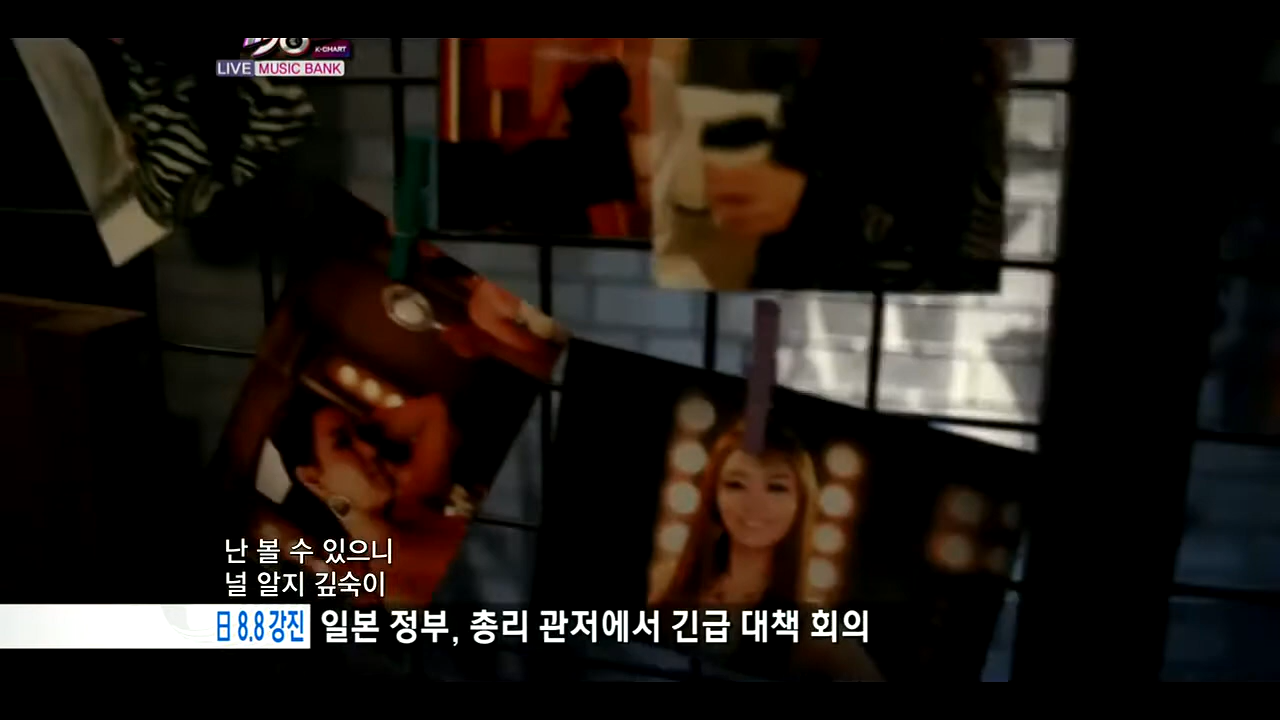 K-CHART
LIVE MUSIC BANK
난 볼 수 있으니
널 알지 깊숙이
日 8.8 강진 일본 정부, 총리 관저에서 긴급 대책 회의